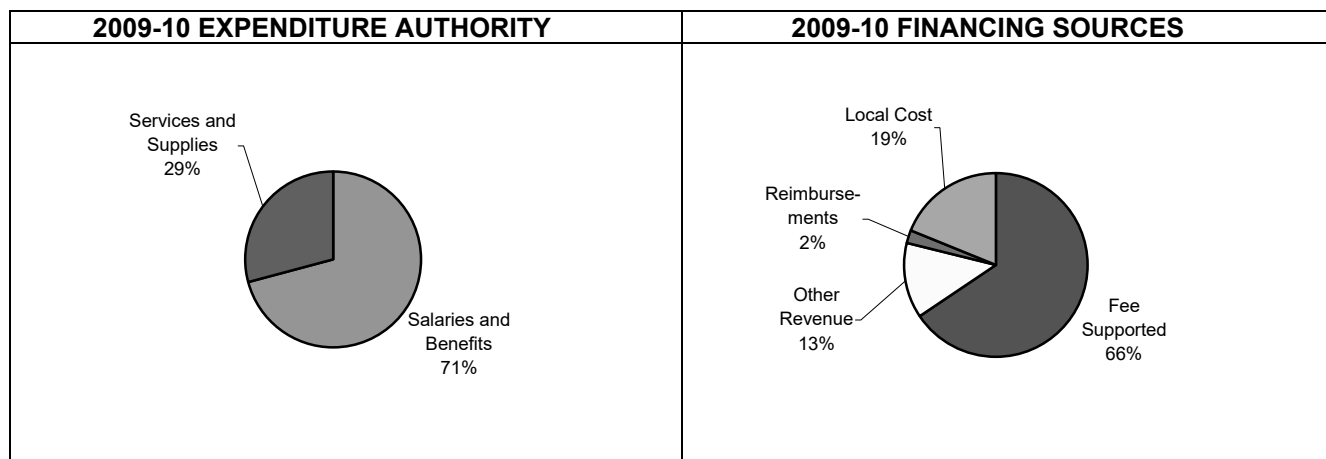 2009-10 EXPENDITURE AUTHORITY
Services and
Supplies
29%
Salaries and
Benefits
71%
2009-10 FINANCING SOURCES
Local Cost
19%
Reimburse-
ments
2%
Other
Revenue
13%
Fee
Supported
66%